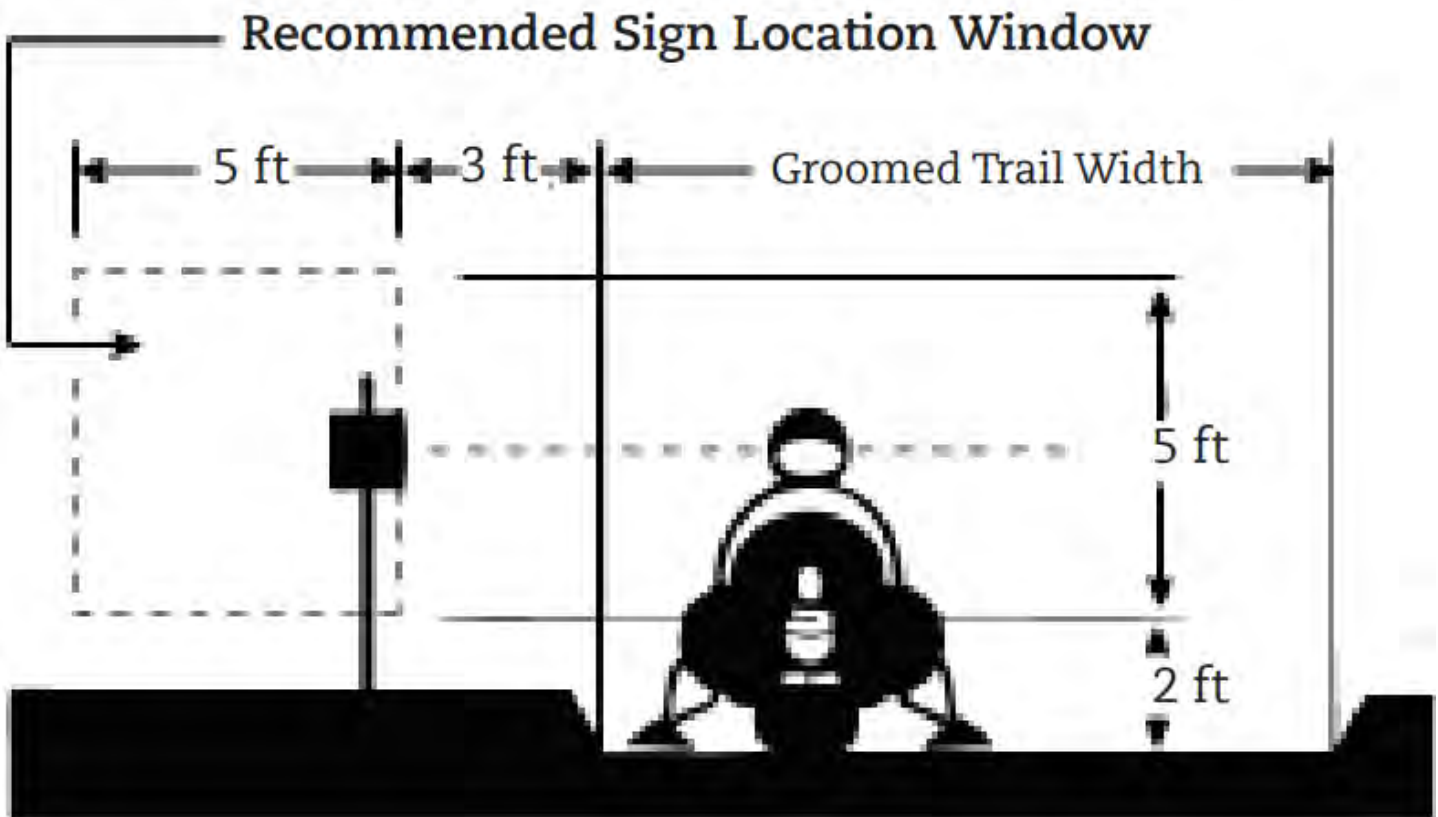 Recommended Sign Location Window
5 ft
3 ft
Groomed Trail Width
5 ft
2 ft